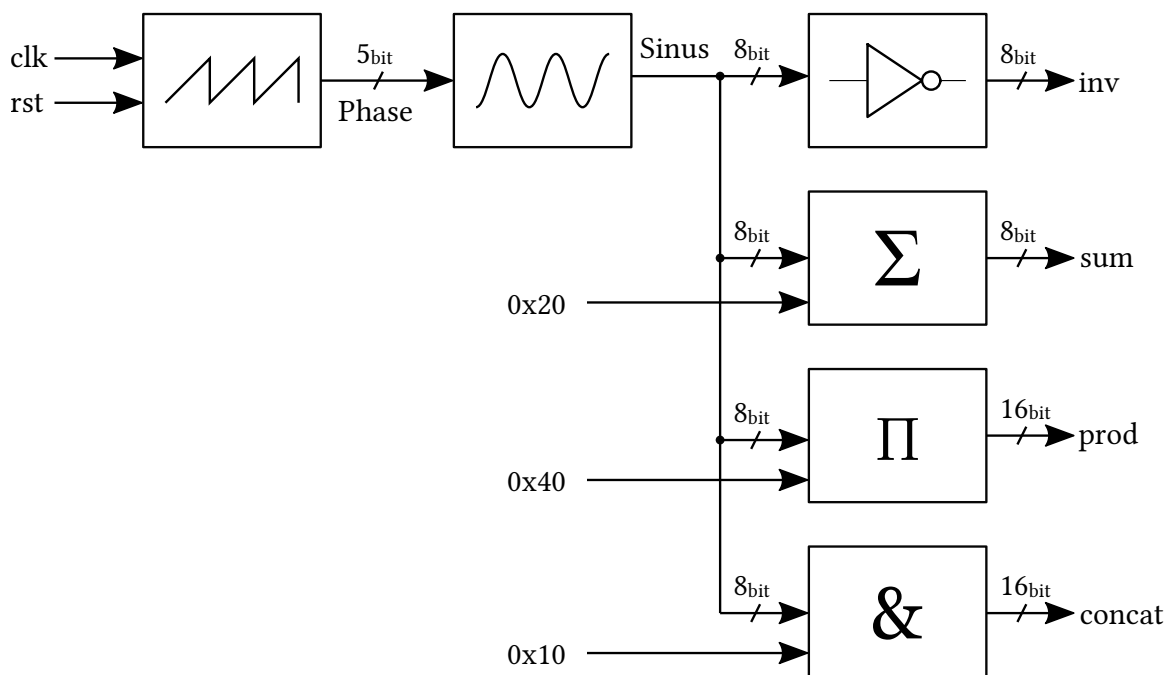 clk
rst
5bit
Phase
Sinus
8bit
8bit
inv
8bit
Σ
8bit
sum
0x20
8bit
Π
16bit
prod
0x40
8bit
&
16bit
concat
0x10